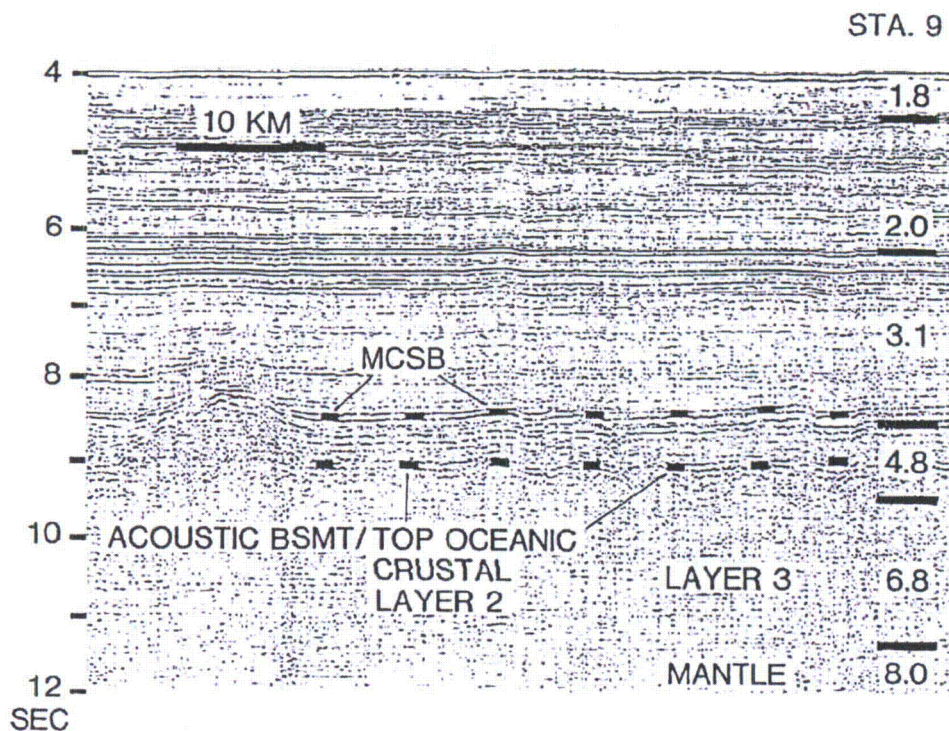 STA. 9
4
1.8
10 KM
6
2.0
3.1
MCSB
8
4.8
10
ACOUSTIC BSMT/TOP OCEANIC
CRUSTAL
LAYER 2
LAYER 3
6.8
MANTLE
8.0
12
SEC